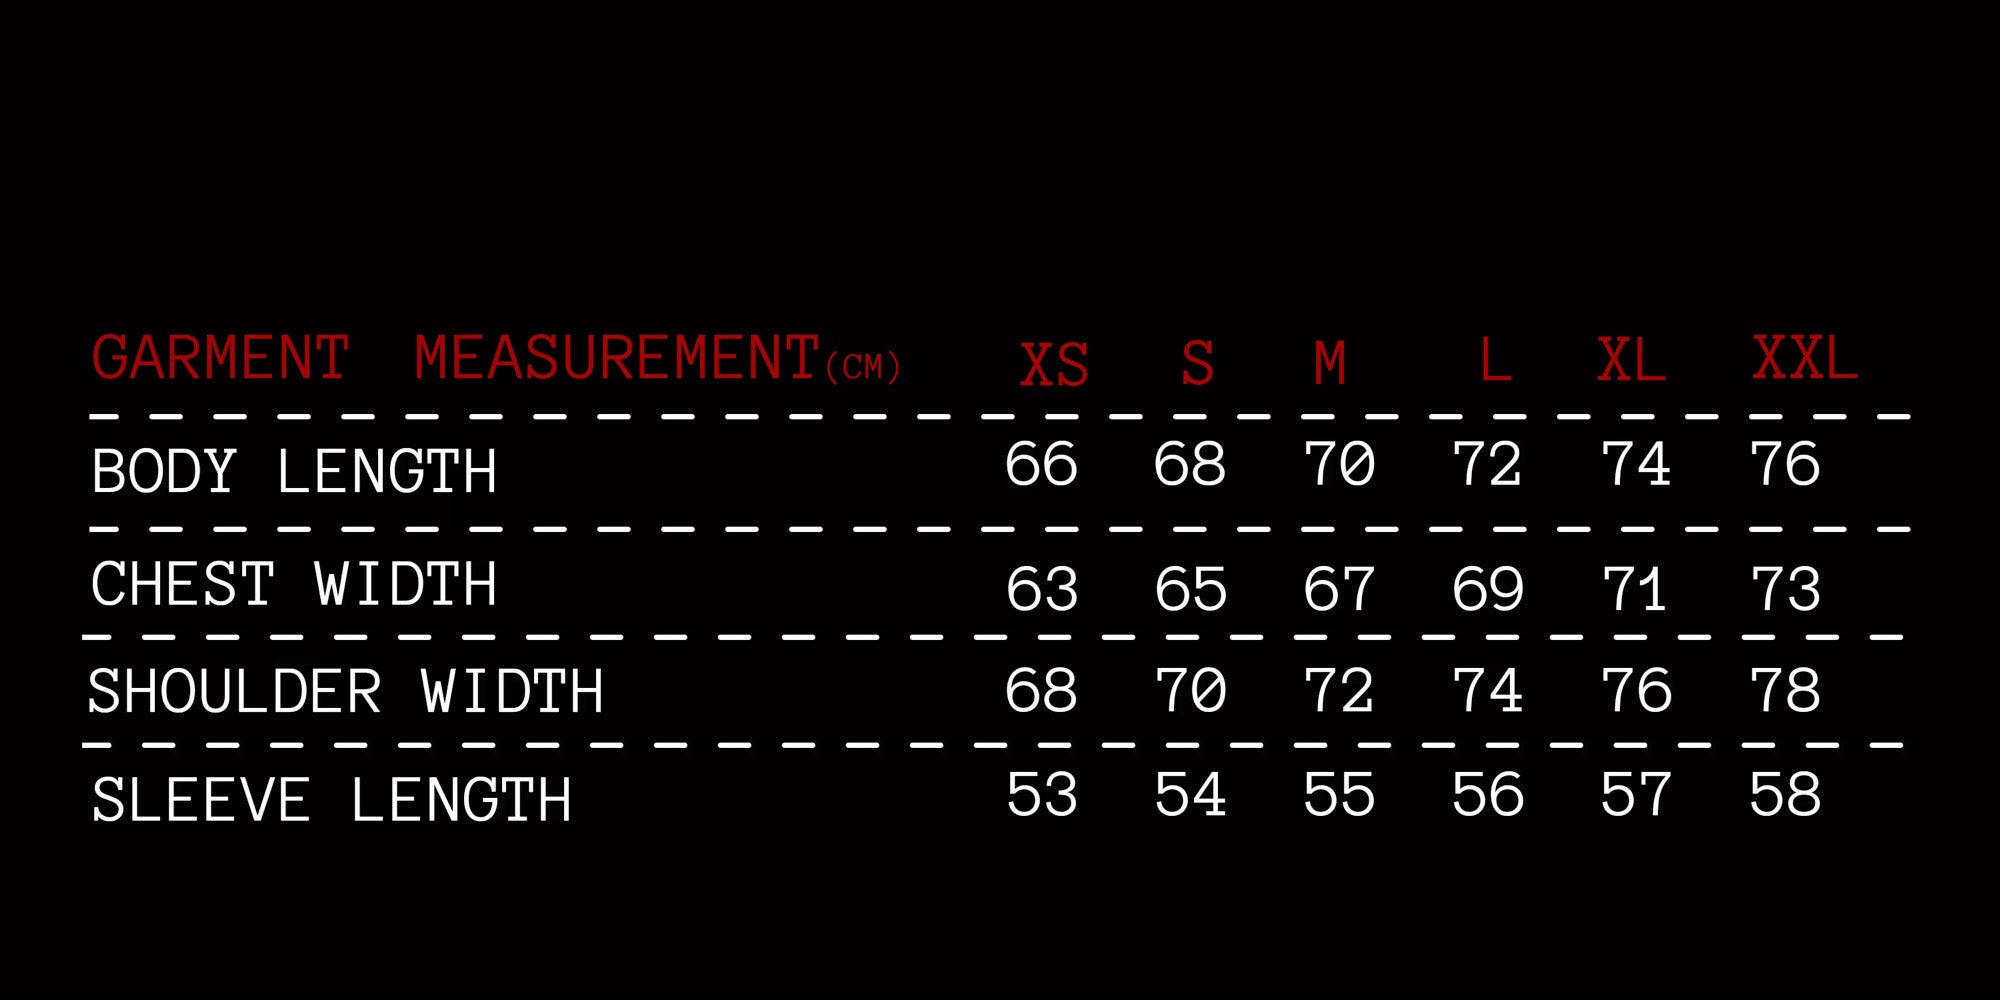 GARMENT MEASUREMENT(CM) XS S M L XL XXL
BODY LENGTH 66 68 70 72 74 76
CHEST WIDTH 63 65 67 69 71 73
SHOULDER WIDTH 68 70 72 74 76 78
SLEEVE LENGTH 53 54 55 56 57 58